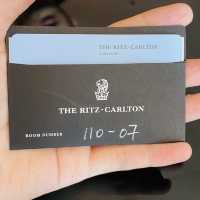 THE RITZ-CARLTON
THE RITZ-CARLTON
ROOM NUMBER 110-07